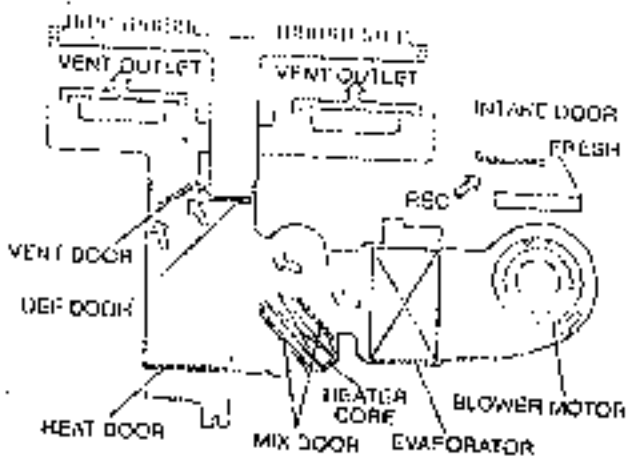 VENT OUTLET
VENT OUTLET
INTAKE DOOR
FRESH
VENT DOOR
DEF DOOR
HEATER
CORE
BLOWER MOTOR
HEAT DOOR
MIX DOOR
EVAPORATOR